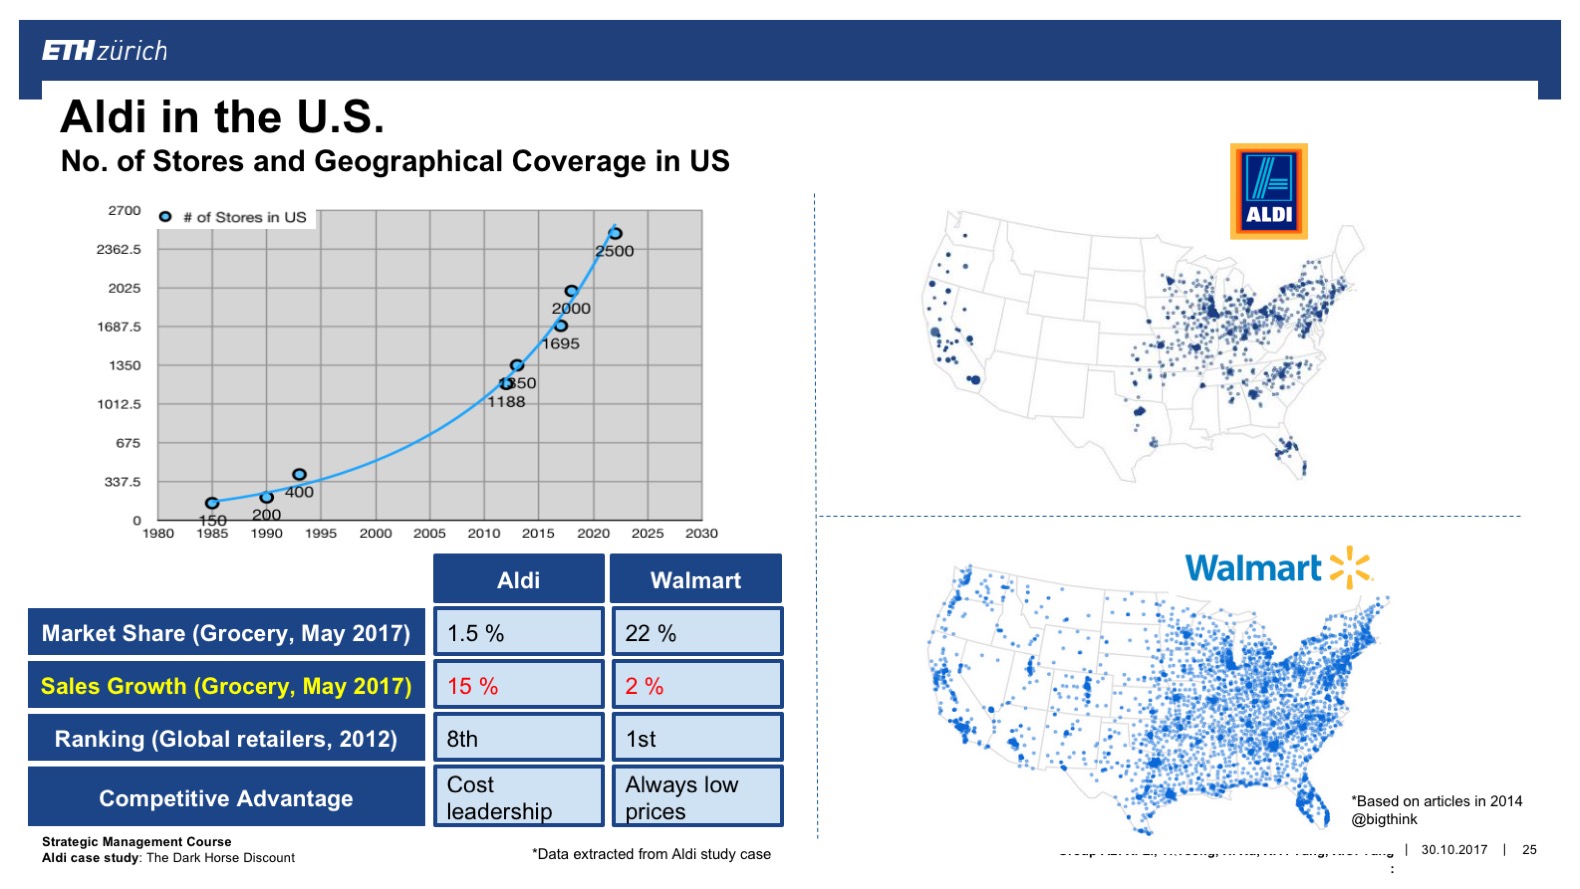 ETH zürich
Aldi in the U.S.
No. of Stores and Geographical Coverage in US
# of Stores in US
2700
2362.5
2025
1687.5
1350
1012.5
675
337.5
0
2500
2000
1695
1350
1188
400
200
150
1980 1985 1990 1995 2000 2005 2010 2015 2020 2025 2030
ALDI
Walmart
*Based on articles in 2014
@bigthink
Aldi Walmart
Market Share (Grocery, May 2017) 1.5 % 22 %
Sales Growth (Grocery, May 2017) 15 % 2 %
Ranking (Global retailers, 2012) 8th 1st
Competitive Advantage Cost leadership Always low prices
Strategic Management Course
Aldi case study: The Dark Horse Discount
*Data extracted from Aldi study case
| 30.10.2017 | 25
: